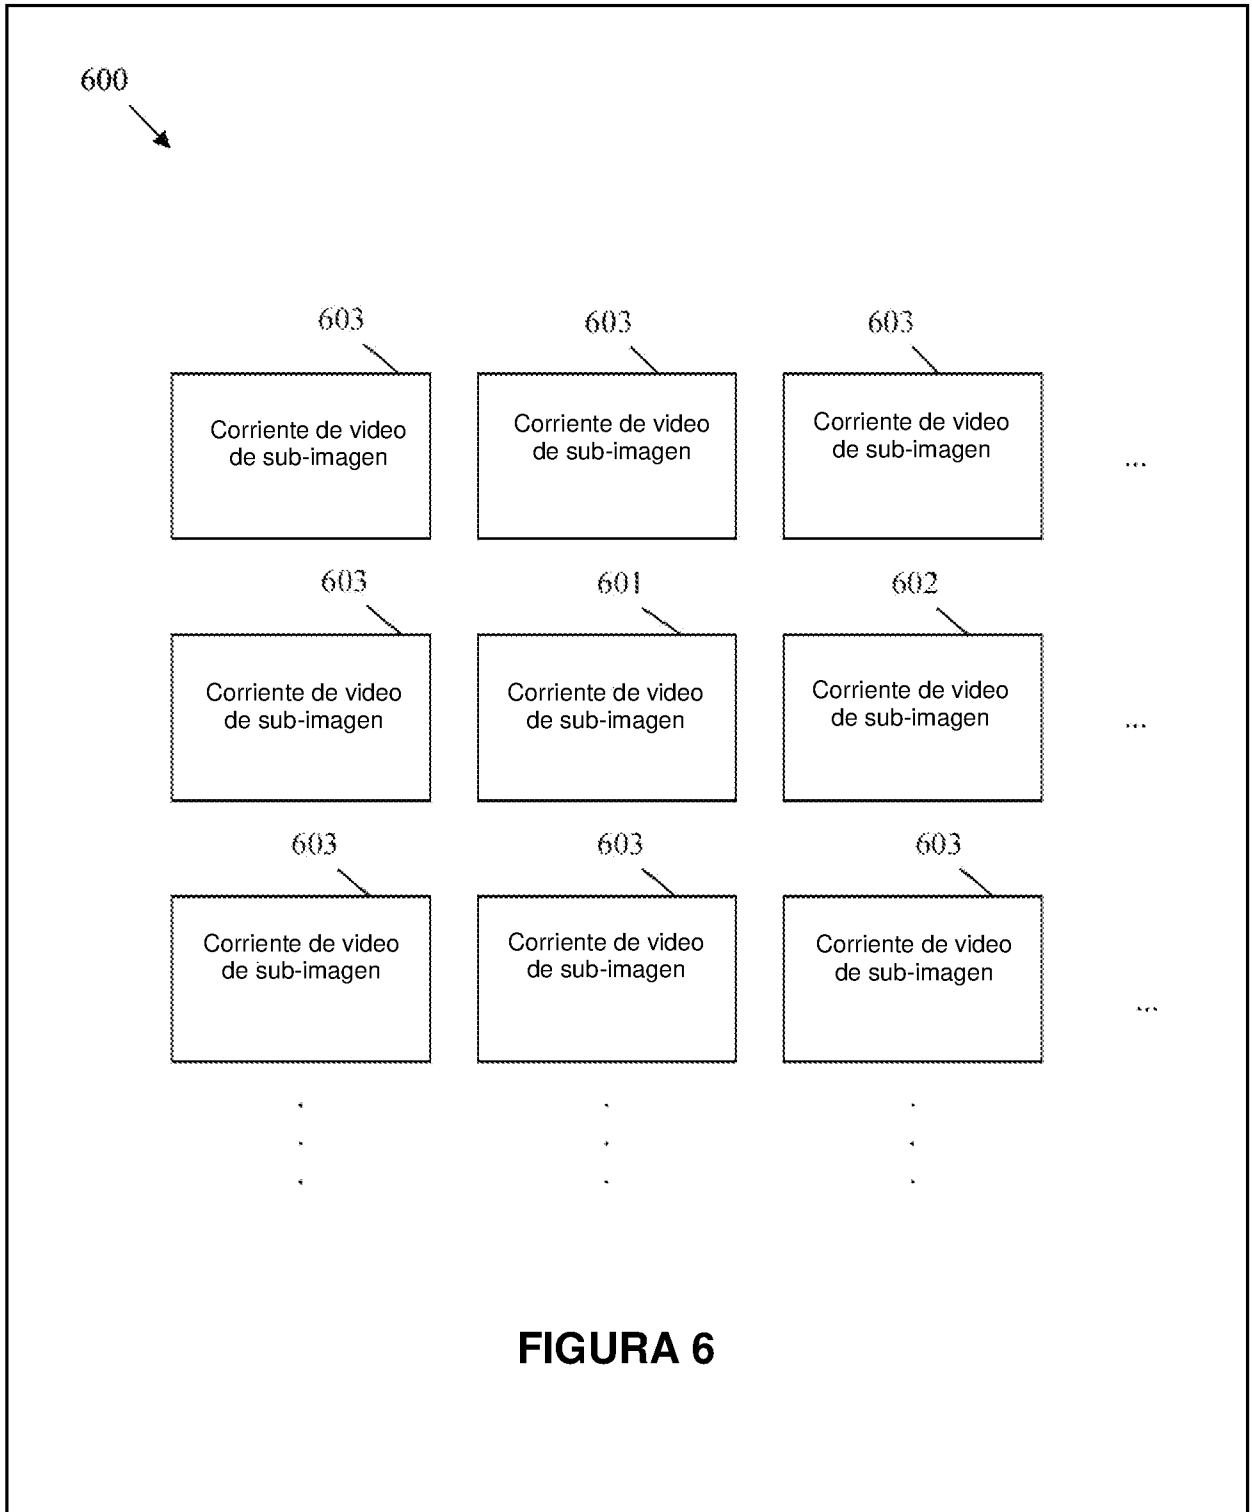 600
603 603 603
Corriente de video Corriente de video Corriente de video
de sub-imagen de sub-imagen de sub-imagen
...
603 601 602
Corriente de video Corriente de video Corriente de video
de sub-imagen de sub-imagen de sub-imagen
...
603 603 603
Corriente de video Corriente de video Corriente de video
de sub-imagen de sub-imagen de sub-imagen
...
FIGURA 6